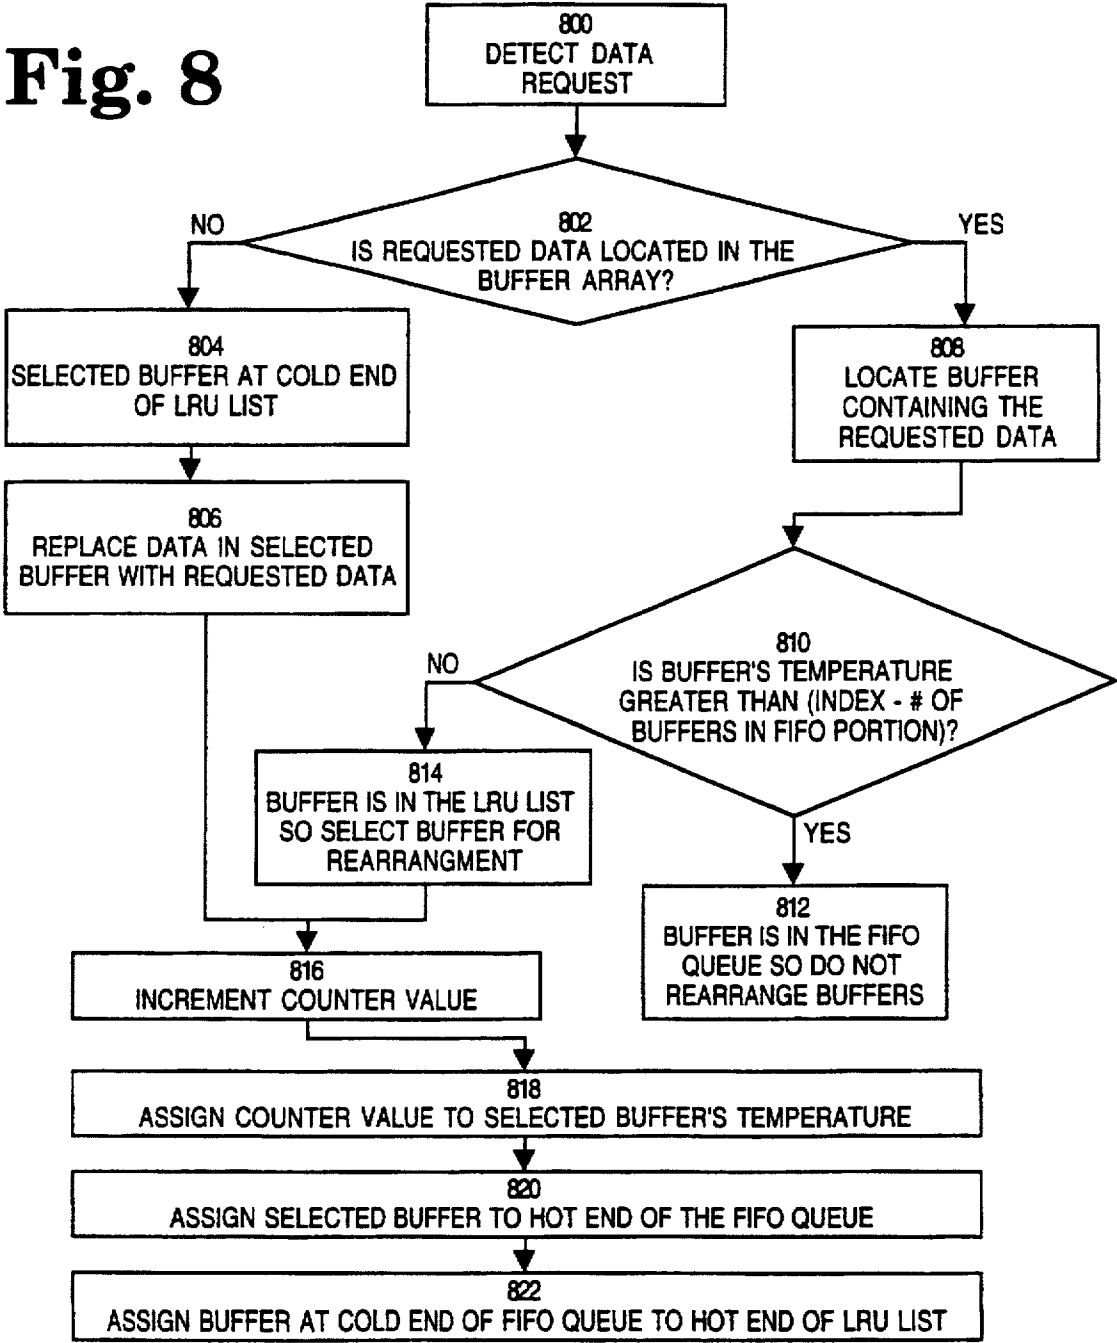 Fig. 8
800
DETECT DATA
REQUEST
802
IS REQUESTED DATA LOCATED IN THE
BUFFER ARRAY?
NO
YES
804
SELECTED BUFFER AT COLD END
OF LRU LIST
808
LOCATE BUFFER
CONTAINING THE
REQUESTED DATA
806
REPLACE DATA IN SELECTED
BUFFER WITH REQUESTED DATA
810
IS BUFFER'S TEMPERATURE
GREATER THAN (INDEX - # OF
BUFFERS IN FIFO PORTION)?
NO
YES
814
BUFFER IS IN THE LRU LIST
SO SELECT BUFFER FOR
REARRANGMENT
812
BUFFER IS IN THE FIFO
QUEUE SO DO NOT
REARRANGE BUFFERS
816
INCREMENT COUNTER VALUE
818
ASSIGN COUNTER VALUE TO SELECTED BUFFER'S TEMPERATURE
820
ASSIGN SELECTED BUFFER TO HOT END OF THE FIFO QUEUE
822
ASSIGN BUFFER AT COLD END OF FIFO QUEUE TO HOT END OF LRU LIST